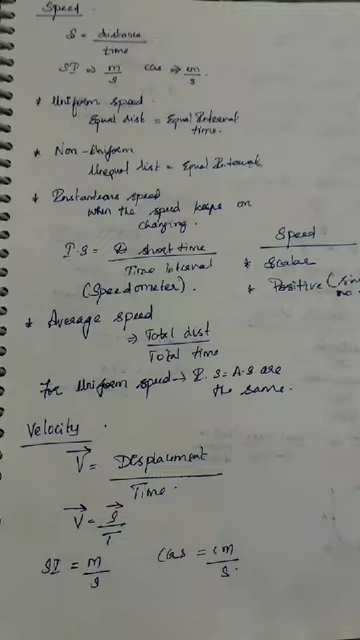 Speed
S = distance
time
SI ⇒ m/s CGS ⇒ cm/s.
* Uniform speed.
Equal dist = Equal Interval
time.
* Non-Uniform
Unequal dist = Equal Interval.
* Instantaneous speed
when the speed keeps on
changing.
I.S = short time
Time interval
(Speedometer).
Speed
* Scalar
* Positive
* Average speed
⇒ Total dist
Total time
For Uniform speed → I.S = A.S are
the same.
Velocity.
V = Displacment
Time.
V = S
T
SI = m/s CGS = cm/s.